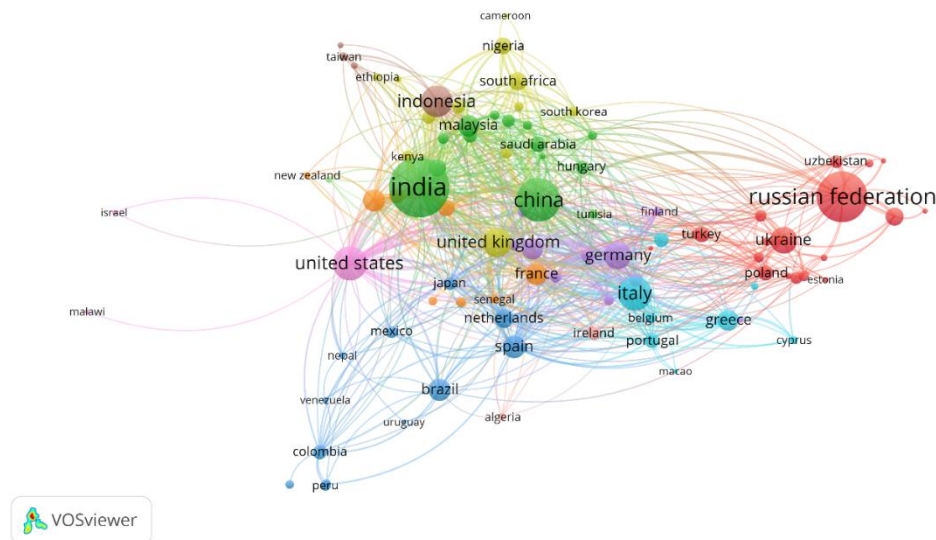 cameroon
nigeria
taiwan
ethiopia
south africa
indonesia
south korea
malaysia
saudi arabia
kenya
hungary
uzbekistan
new zealand
india
china
russian federation
israel
tunisia
finland
turkey
ukraine
united kingdom
united states
germany
france
poland
estonia
japan
italy
senegal
malawi
netherlands
belgium
greece
mexico
ireland
portugal
cyprus
spain
nepal
macao
brazil
venezuela
uruguay
algeria
colombia
peru
VOSviewer